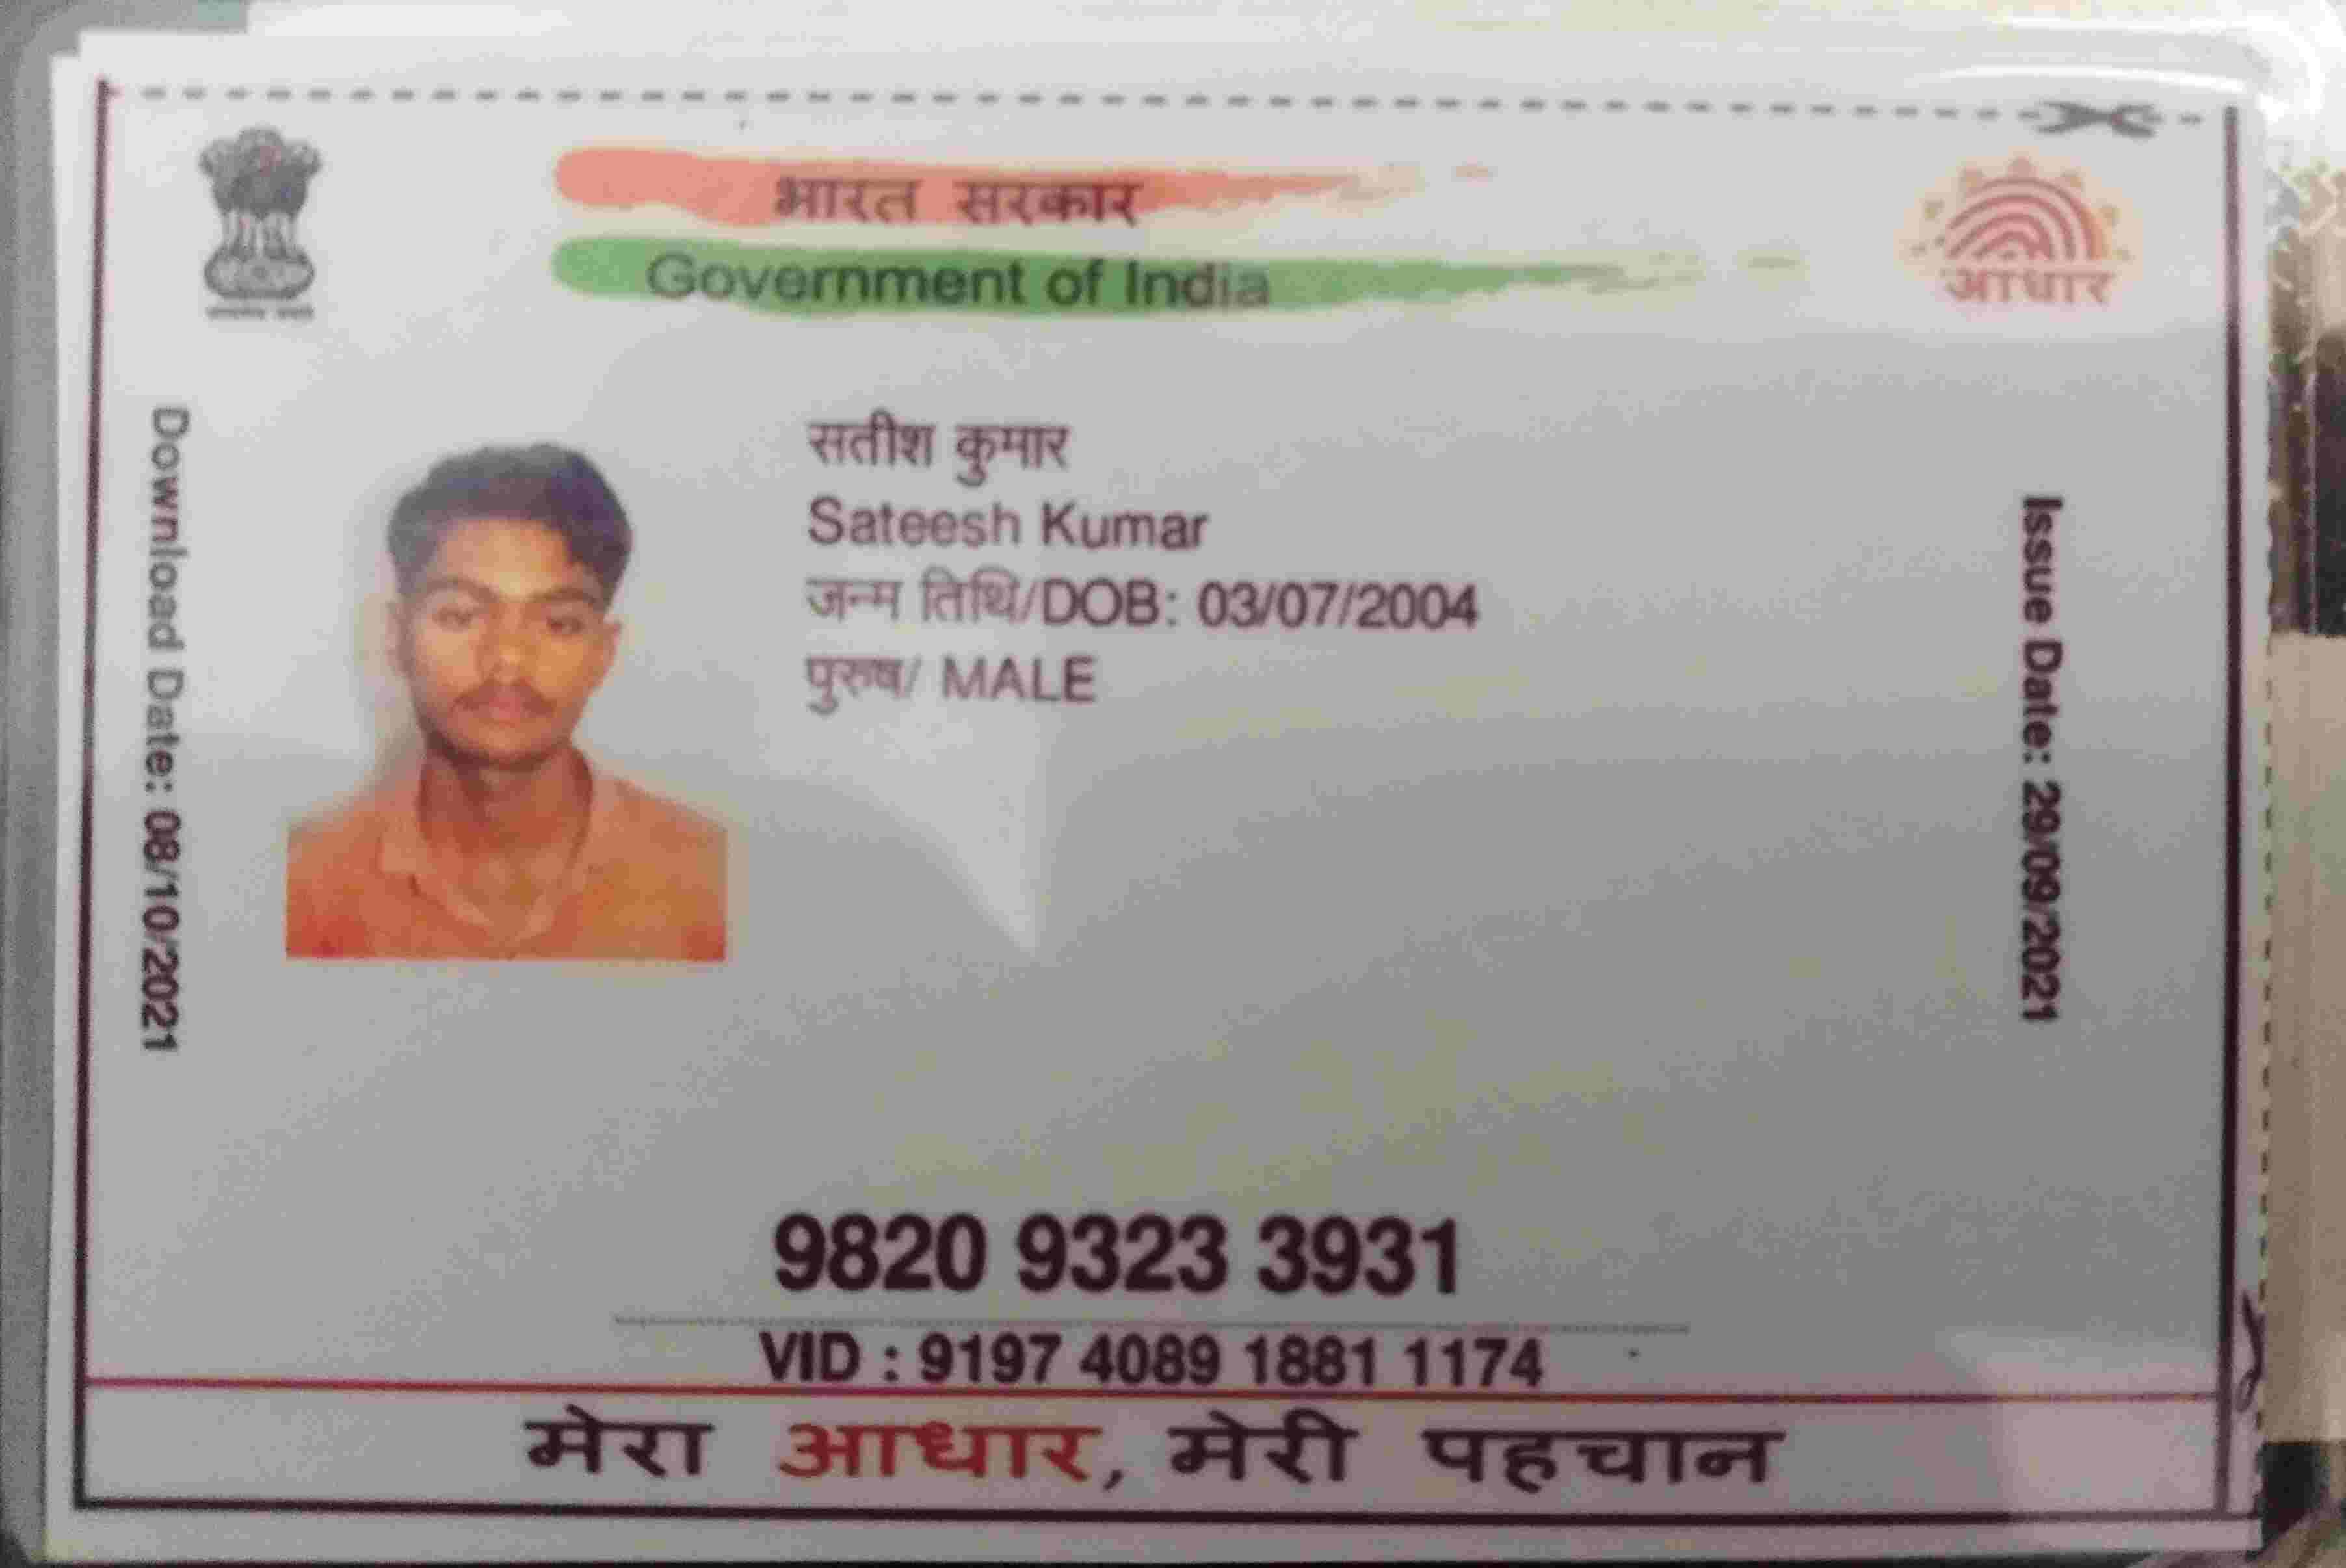 भारत सरकार
Government of India
आधार
Download Date: 08/10/2021
सतीश कुमार
Sateesh Kumar
जन्म तिथि/DOB: 03/07/2004
पुरुष/ MALE
Issue Date: 29/09/2021
9820 9323 3931
VID : 9197 4089 1881 1174
मेरा आधार, मेरी पहचान